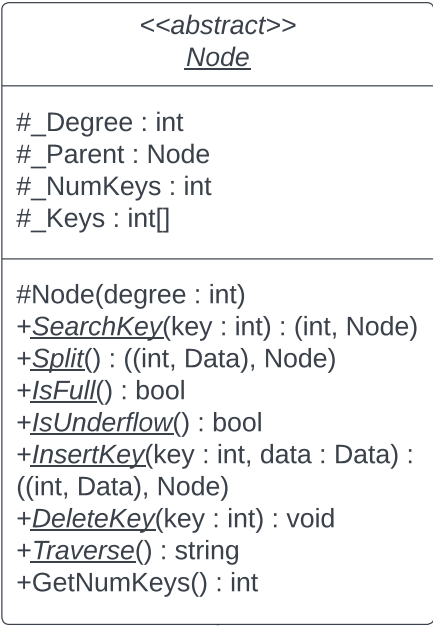 <<abstract>>
Node
#_Degree : int
#_Parent : Node
#_NumKeys : int
#_Keys : int[]
#Node(degree : int)
+SearchKey(key : int) : (int, Node)
+Split() : ((int, Data), Node)
+IsFull() : bool
+IsUnderflow() : bool
+InsertKey(key : int, data : Data) :
((int, Data), Node)
+DeleteKey(key : int) : void
+Traverse() : string
+GetNumKeys() : int